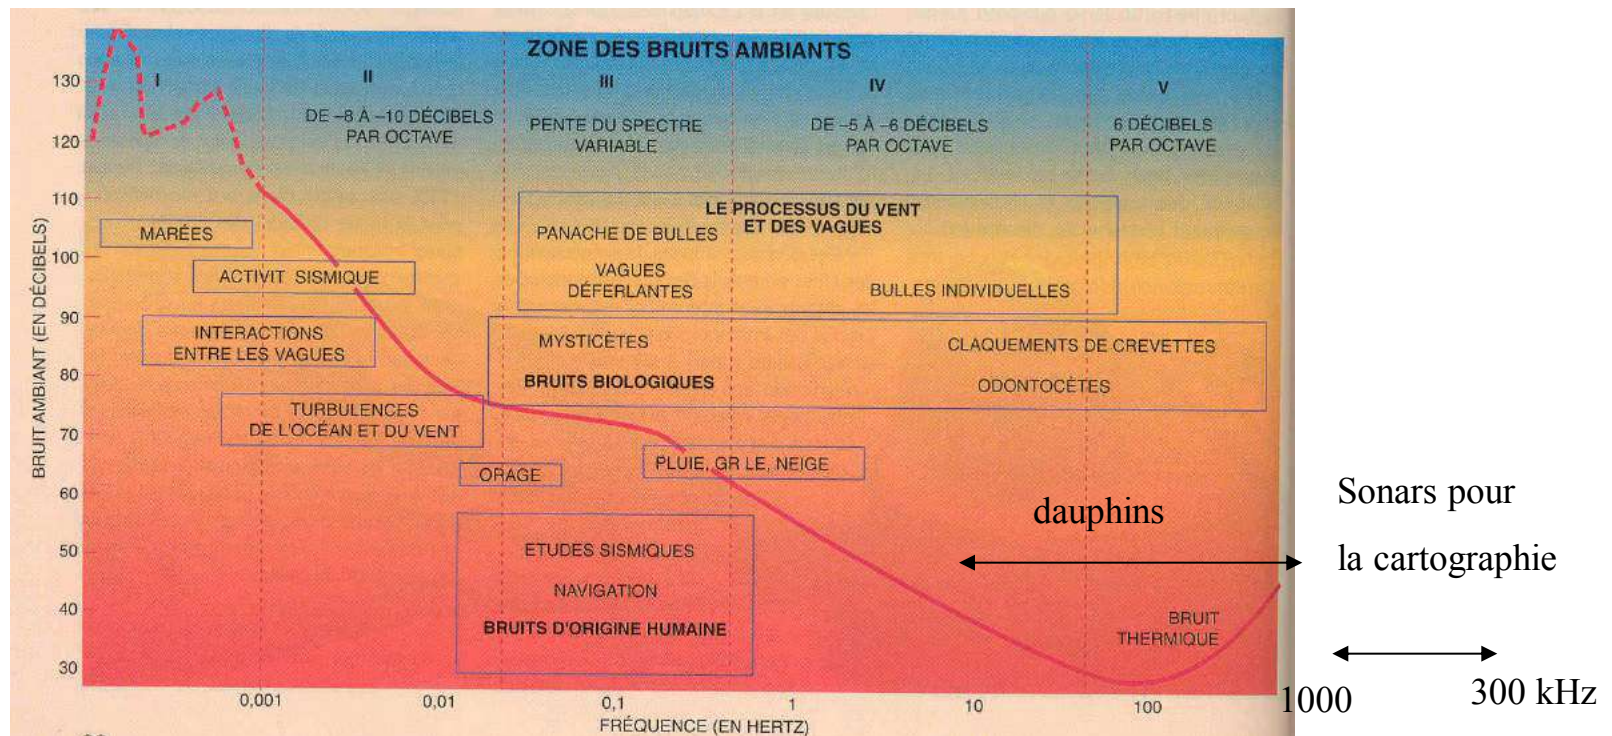 ZONE DES BRUITS AMBIANTS
I
II
III
IV
V
DE –8 À –10 DÉCIBELS
PAR OCTAVE
PENTE DU SPECTRE
VARIABLE
DE –5 À –6 DÉCIBELS
PAR OCTAVE
6 DÉCIBELS
PAR OCTAVE
BRUIT AMBIANT (EN DÉCIBELS)
130
120
110
100
90
80
70
60
50
40
30
MARÉES
ACTIVIT SISMIQUE
INTERACTIONS
ENTRE LES VAGUES
TURBULENCES
DE L'OCÉAN ET DU VENT
LE PROCESSUS DU VENT
ET DES VAGUES
PANACHE DE BULLES
VAGUES
DÉFERLANTES
BULLES INDIVIDUELLES
MYSTICÈTES
CLAQUEMENTS DE CREVETTES
BRUITS BIOLOGIQUES
ODONTOCÈTES
ORAGE
PLUIE, GR LE, NEIGE
ETUDES SISMIQUES
NAVIGATION
BRUITS D'ORIGINE HUMAINE
dauphins
BRUIT
THERMIQUE
Sonars pour
la cartographie
0,001
0,01
0,1
1
10
100
1000
300 kHz
FRÉQUENCE (EN HERTZ)